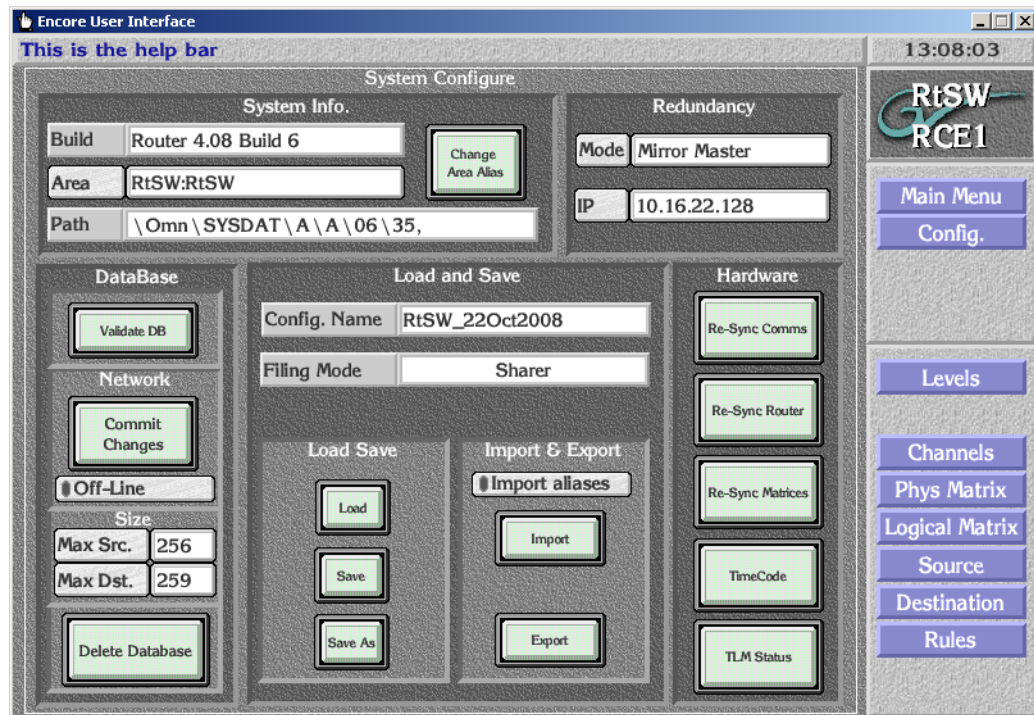 Encore User Interface
This is the help bar
13:08:03
System Configure
System Info.
Build
Router 4.08 Build 6
Area
RtSW:RtSW
Change
Area Alias
Path
\Omn\SYSDAT\A\A\06\35,
Redundancy
Mode
Mirror Master
IP
10.16.22.128
RtSW
RCE1
Main Menu
Config.
Levels
Channels
Phys Matrix
Logical Matrix
Source
Destination
Rules
DataBase
Validate DB
Network
Commit
Changes
Off-Line
Size
Max Src.
256
Max Dst.
259
Delete Database
Load and Save
Config. Name
RtSW_22Oct2008
Filing Mode
Sharer
Load Save
Load
Save
Save As
Import & Export
Import aliases
Import
Export
Hardware
Re-Sync Comms
Re-Sync Router
Re-Sync Matrices
TimeCode
TLM Status